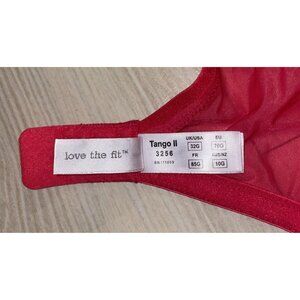 love the fit™
Tango II
3256
UK/USA EU
32G 70G
FR AUS/NZ
85G 10G